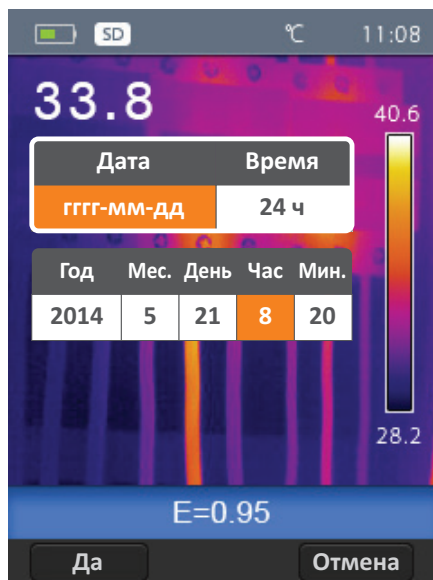 SD ℃ 11:08
33.8
40.6
Дата Время
гггг-мм-дд 24 ч
Год Мес. День Час Мин.
2014 5 21 8 20
28.2
E=0.95
Да Отмена